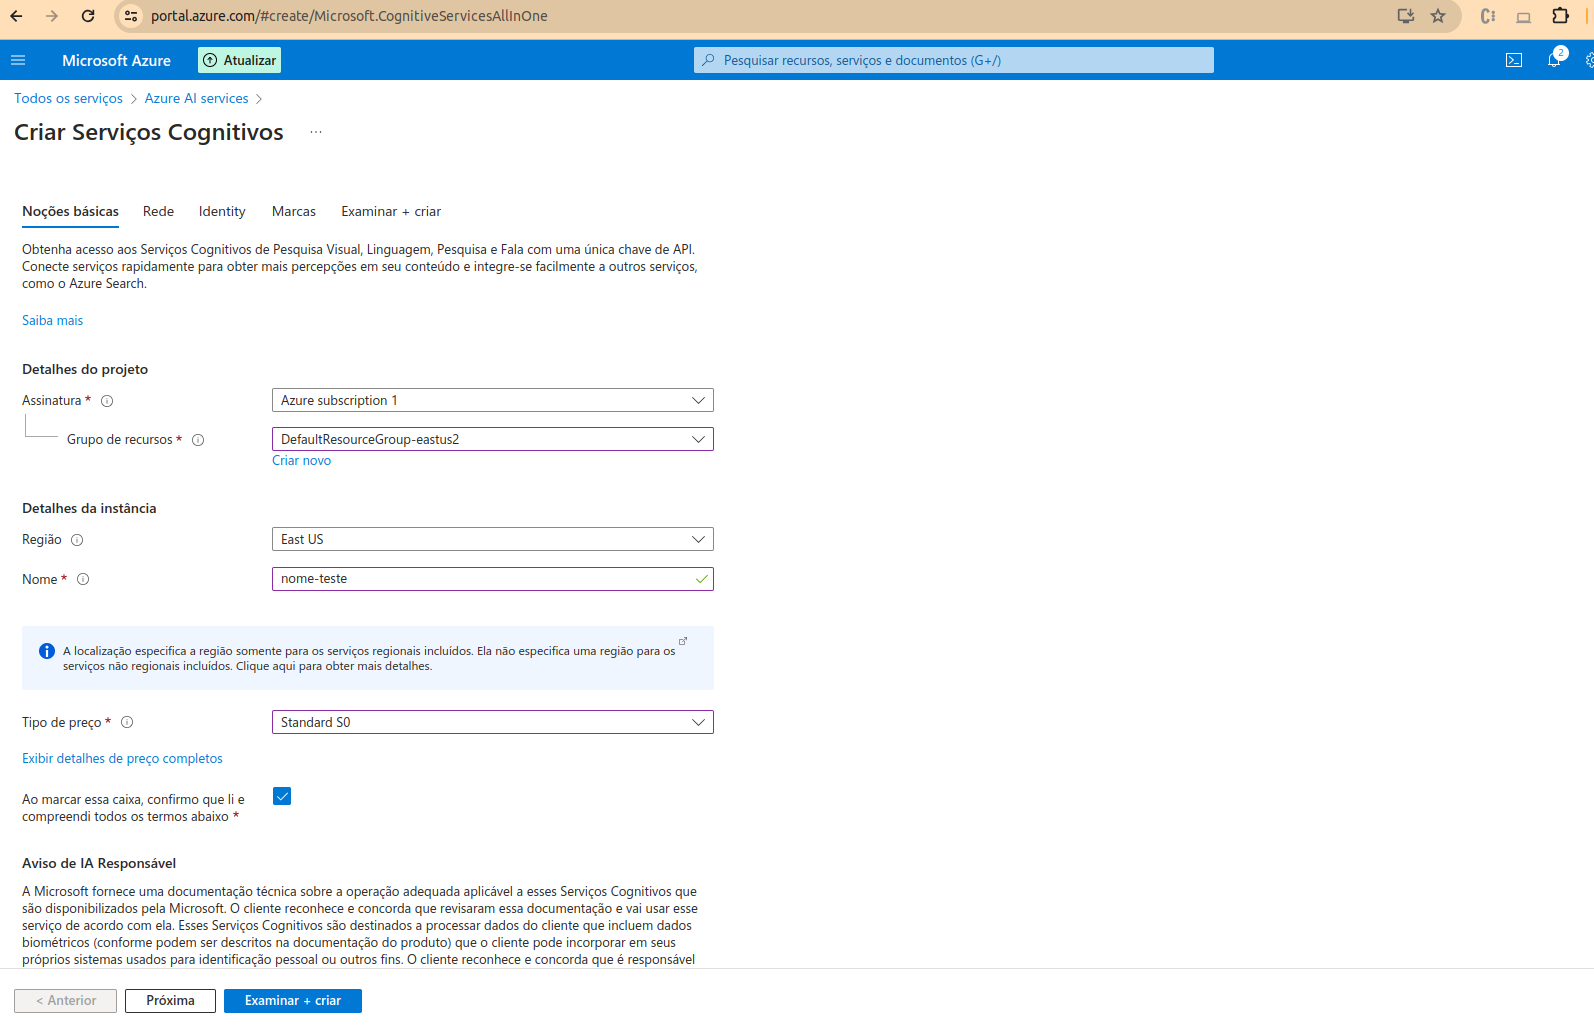 portal.azure.com/#create/Microsoft.CognitiveServicesAllInOne
Microsoft Azure
Atualizar
Pesquisar recursos, serviços e documentos (G+/)
2
Todos os serviços > Azure AI services >
Criar Serviços Cognitivos ...
Noções básicas Rede Identity Marcas Examinar + criar
Obtenha acesso aos Serviços Cognitivos de Pesquisa Visual, Linguagem, Pesquisa e Fala com uma única chave de API.
Conecte serviços rapidamente para obter mais percepções em seu conteúdo e integre-se facilmente a outros serviços,
como o Azure Search.
Saiba mais
Detalhes do projeto
Assinatura * Azure subscription 1
Grupo de recursos * DefaultResourceGroup-eastus2
Criar novo
Detalhes da instância
Região East US
Nome * nome-teste
A localização especifica a região somente para os serviços regionais incluídos. Ela não especifica uma região para os
serviços não regionais incluídos. Clique aqui para obter mais detalhes.
Tipo de preço * Standard S0
Exibir detalhes de preço completos
Ao marcar essa caixa, confirmo que li e
compreendi todos os termos abaixo *
Aviso de IA Responsável
A Microsoft fornece uma documentação técnica sobre a operação adequada aplicável a esses Serviços Cognitivos que
são disponibilizados pela Microsoft. O cliente reconhece e concorda que revisaram essa documentação e vai usar esse
serviço de acordo com ela. Esses Serviços Cognitivos são destinados a processar dados do cliente que incluem dados
biométricos (conforme podem ser descritos na documentação do produto) que o cliente pode incorporar em seus
próprios sistemas usados para identificação pessoal ou outros fins. O cliente reconhece e concorda que é responsável
< Anterior Próxima Examinar + criar